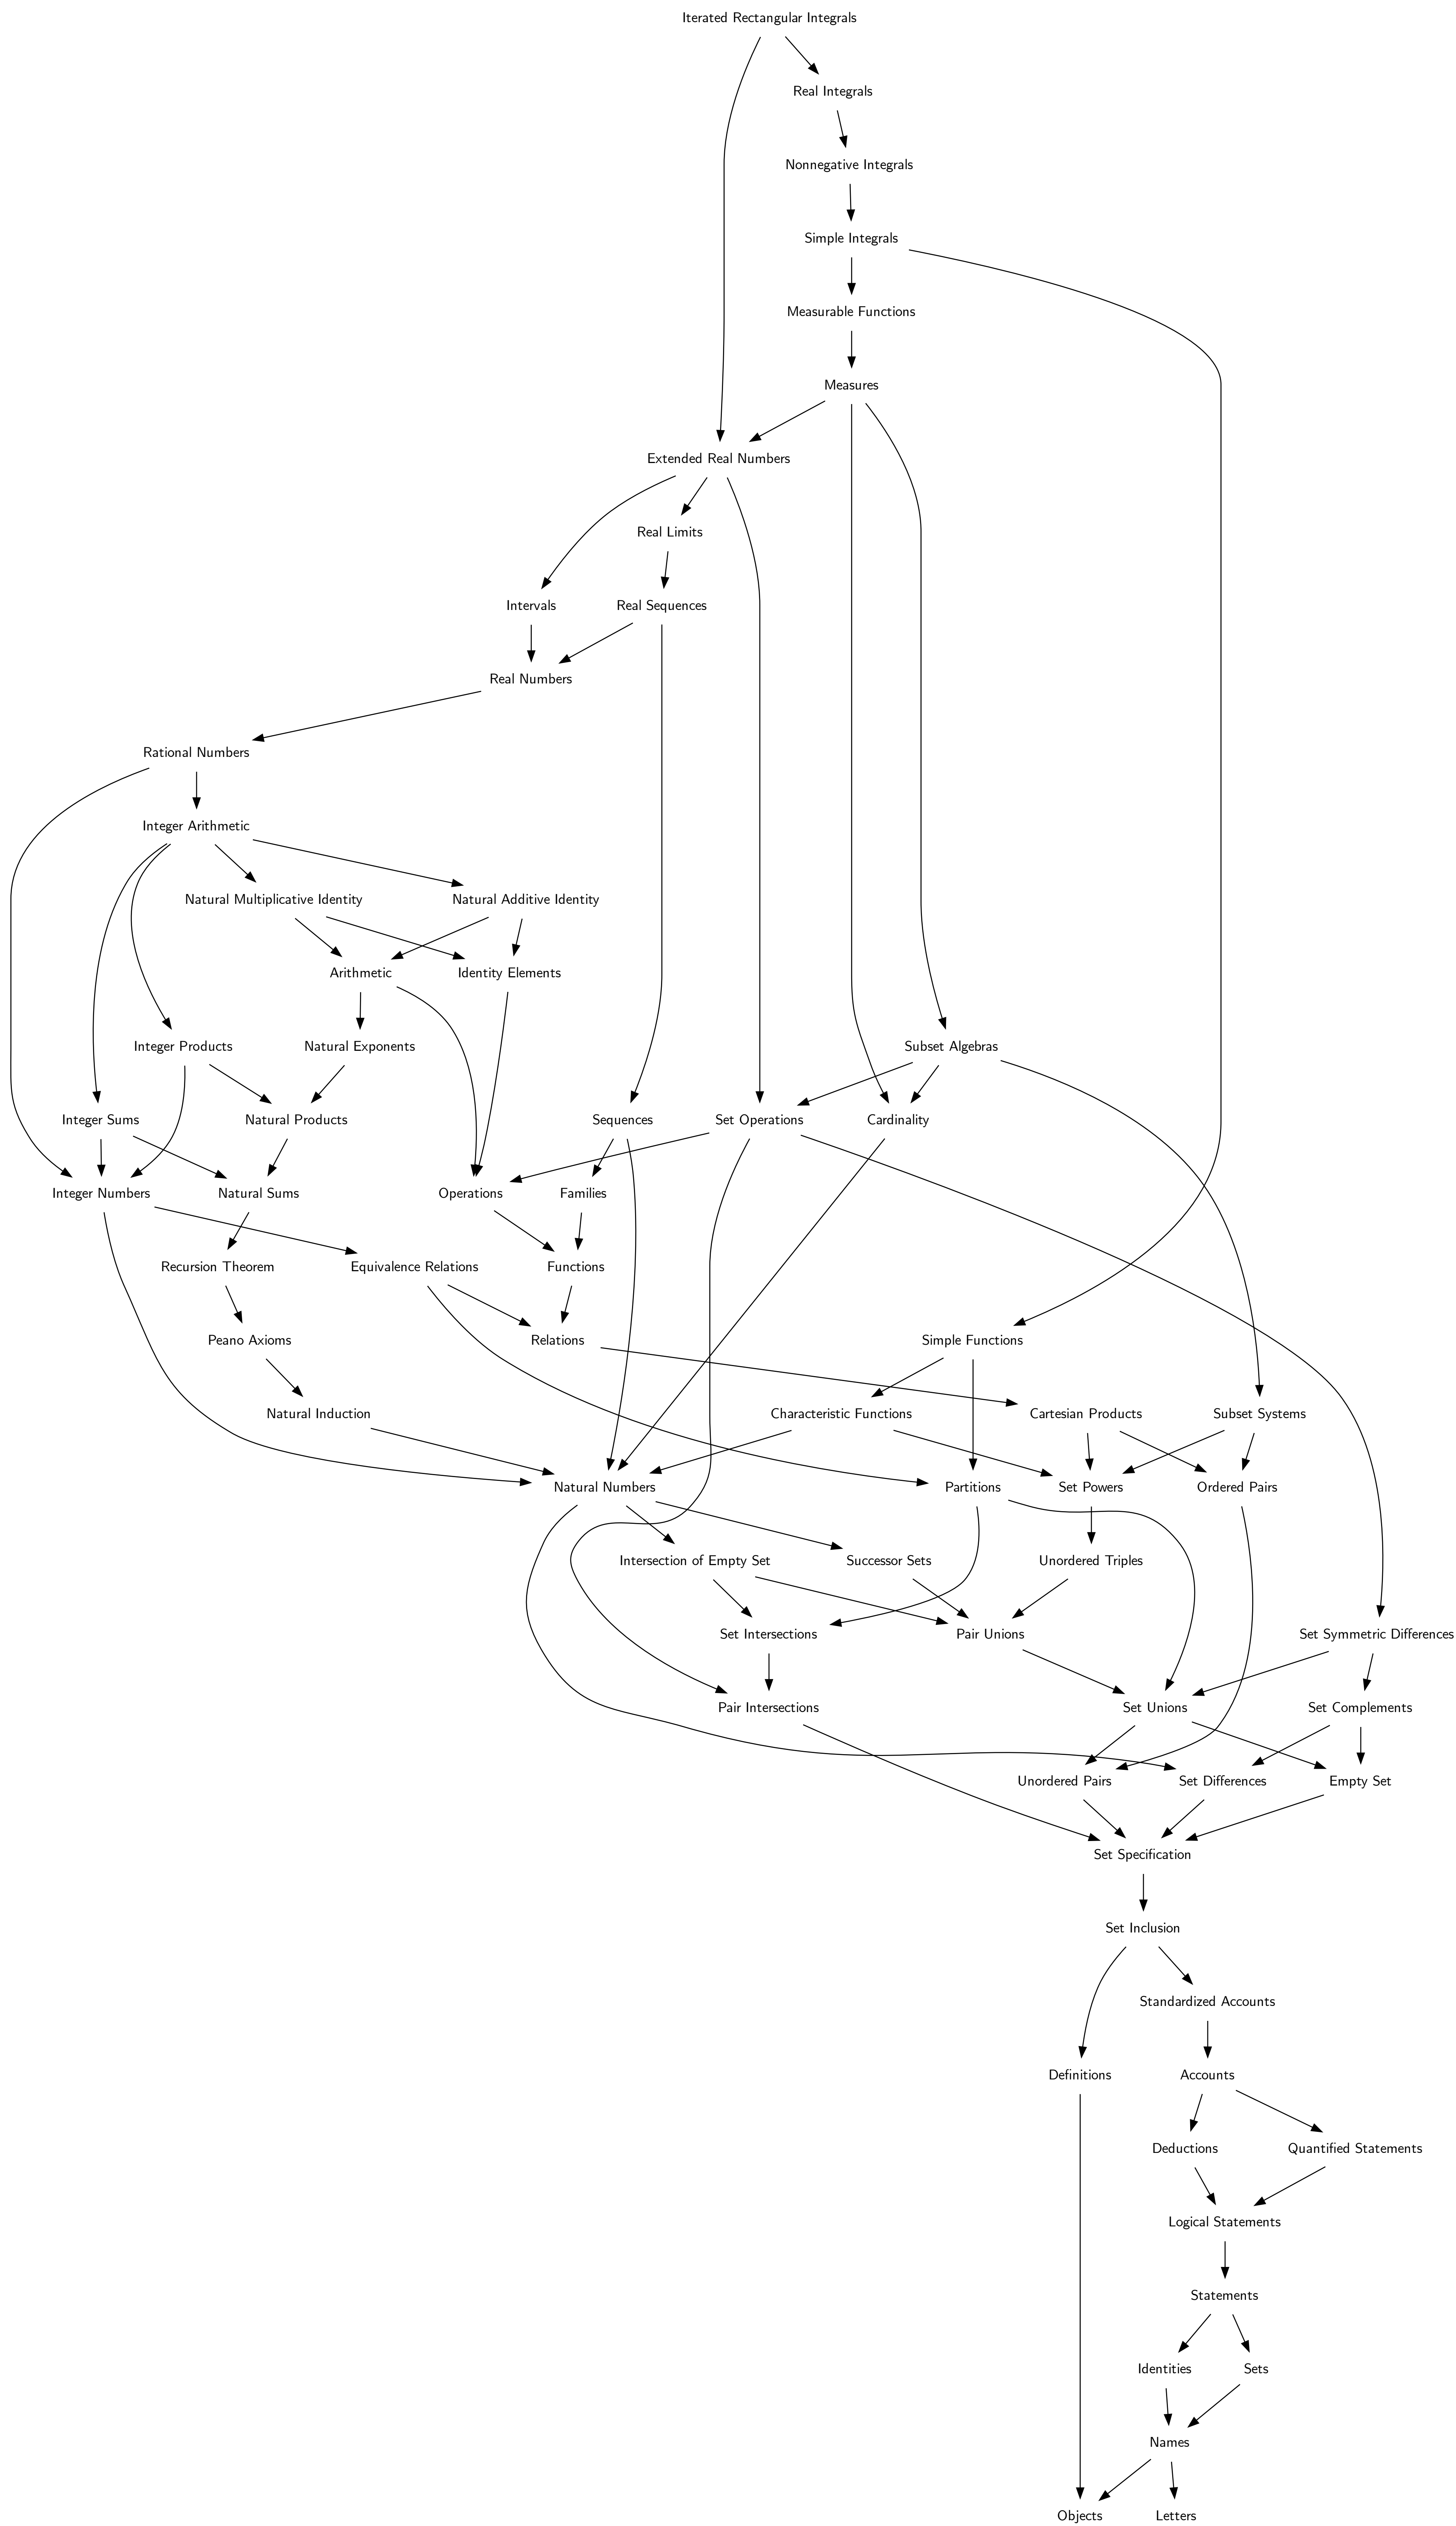 Iterated Rectangular Integrals
Real Integrals
Nonnegative Integrals
Simple Integrals
Measurable Functions
Measures
Extended Real Numbers
Real Limits
Intervals
Real Sequences
Real Numbers
Rational Numbers
Integer Arithmetic
Natural Multiplicative Identity
Natural Additive Identity
Arithmetic
Identity Elements
Integer Products
Natural Exponents
Subset Algebras
Integer Sums
Natural Products
Sequences
Set Operations
Cardinality
Integer Numbers
Natural Sums
Operations
Families
Recursion Theorem
Equivalence Relations
Functions
Peano Axioms
Relations
Simple Functions
Natural Induction
Characteristic Functions
Cartesian Products
Subset Systems
Natural Numbers
Partitions
Set Powers
Ordered Pairs
Intersection of Empty Set
Successor Sets
Unordered Triples
Set Intersections
Pair Unions
Set Symmetric Differences
Pair Intersections
Set Unions
Set Complements
Unordered Pairs
Set Differences
Empty Set
Set Specification
Set Inclusion
Standardized Accounts
Definitions
Accounts
Deductions
Quantified Statements
Logical Statements
Statements
Identities
Sets
Names
Objects
Letters